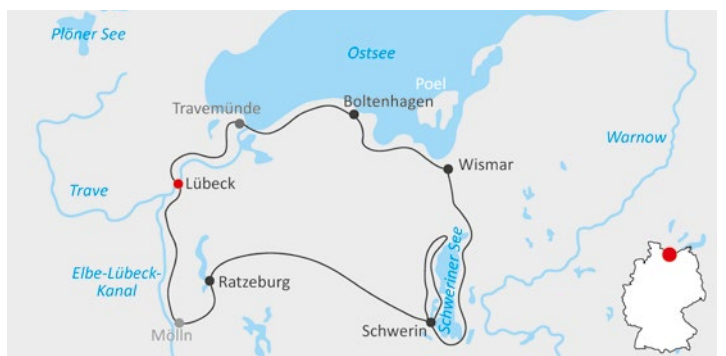 Plöner See
Ostsee
Poel
Travemünde
Boltenhagen
Warnow
Wismar
Trave
Lübeck
Elbe-Lübeck-
Kanal
Ratzeburg
Schweriner See
Schwerin
Mölln